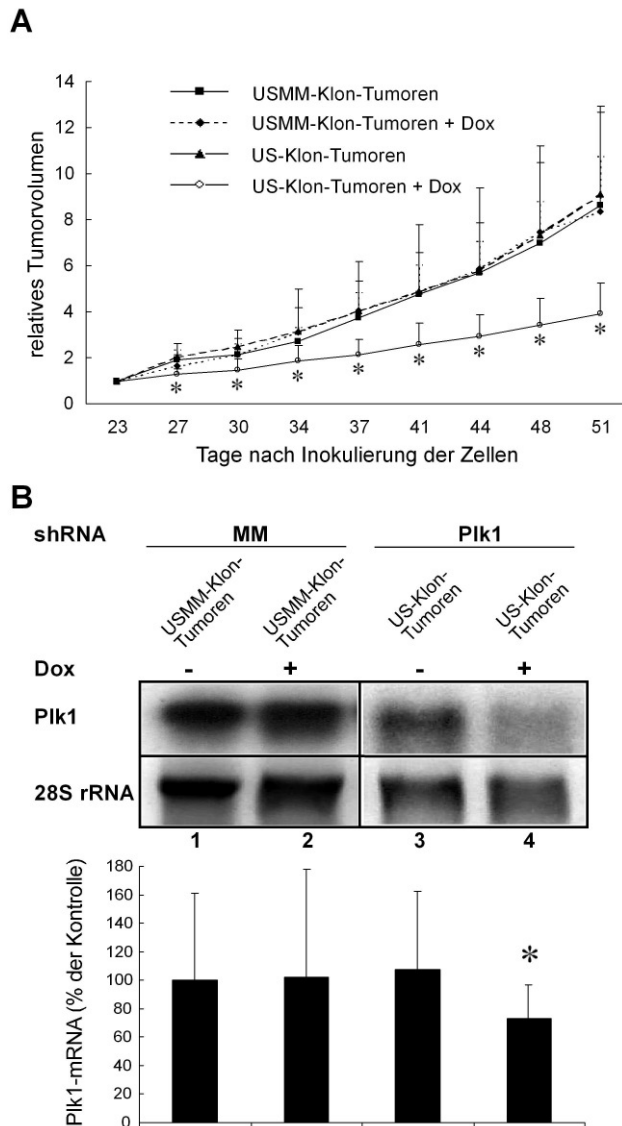 A
relatives Tumorvolumen
14
12
10
8
6
4
2
0
USMM-Klon-Tumoren
USMM-Klon-Tumoren + Dox
US-Klon-Tumoren
US-Klon-Tumoren + Dox
* * * * * * * *
23 27 30 34 37 41 44 48 51
Tage nach Inokulierung der Zellen
B
shRNA MM Plk1
USMM-Klon-
Tumoren
USMM-Klon-
Tumoren
US-Klon-
Tumoren
US-Klon-
Tumoren
Dox - + - +
Plk1
28S rRNA
1 2 3 4
Plk1-mRNA (% der Kontrolle)
180
160
140
120
100
80
60
40
20
0
*